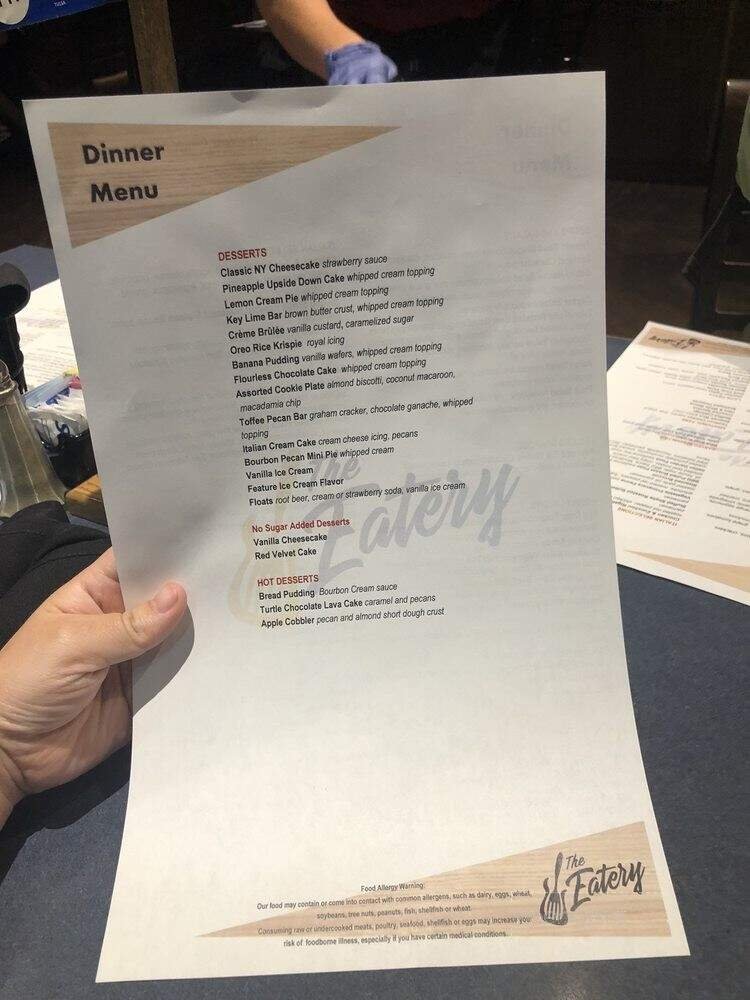 TULSA
Dinner
Menu
DESSERTS
Classic NY Cheesecake strawberry sauce
Pineapple Upside Down Cake whipped cream topping
Lemon Cream Pie whipped cream topping
Key Lime Bar brown butter crust, whipped cream topping
Crème Brûlée vanilla custard, caramelized sugar
Oreo Rice Krispie royal icing
Banana Pudding vanilla wafers, whipped cream topping
Flourless Chocolate Cake whipped cream topping
Assorted Cookie Plate almond biscotti, coconut macaroon,
macadamia chip
Toffee Pecan Bar graham cracker, chocolate ganache, whipped
topping
Italian Cream Cake cream cheese icing, pecans
Bourbon Pecan Mini Pie whipped cream
Vanilla Ice Cream
Feature Ice Cream Flavor
Floats root beer, cream or strawberry soda, vanilla ice cream
The
Eatery
No Sugar Added Desserts
Vanilla Cheesecake
Red Velvet Cake
HOT DESSERTS
Bread Pudding Bourbon Cream sauce
Turtle Chocolate Lava Cake caramel and pecans
Apple Cobbler pecan and almond short dough crust
Food Allergy Warning:
Our food may contain or come into contact with common allergens, such as dairy, eggs, wheat,
soybeans, tree nuts, peanuts, fish, shellfish or wheat.
Consuming raw or undercooked meats, poultry, seafood, shellfish or eggs may increase your
risk of foodborne illness, especially if you have certain medical conditions.
The
Eatery
ITALIAN SELECTIONS